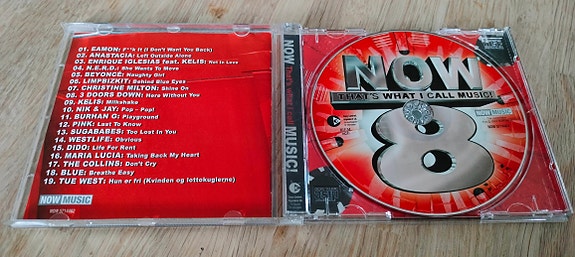 01. EAMON: F**k It (I Don't Want You Back)
02. ANASTACIA: Left Outside Alone
03. ENRIQUE IGLESIAS feat. KELIS: Not In Love
04. N.E.R.D.: She Wants To Move
05. BEYONCÉ: Naughty Girl
06. LIMPBIZKIT: Behind Blue Eyes
07. CHRISTINE MILTON: Shine On
08. 3 DOORS DOWN: Here Without You
09. KELIS: Milkshake
10. NIK & JAY: Pop - Pop!
11. BURHAN G: Playground
12. P!NK: Last To Know
13. SUGABABES: Too Lost In You
14. WESTLIFE: Obvious
15. DIDO: Life For Rent
16. MARIA LUCIA: Taking Back My Heart
17. THE COLLINS: Don't Cry
18. BLUE: Breathe Easy
19. TUE WEST: Hun er fri (Kvinden og lottokuglerne)
NOW MUSIC
NOW That's what I call MUSIC!
NOW
THAT'S WHAT I CALL MUSIC!
8